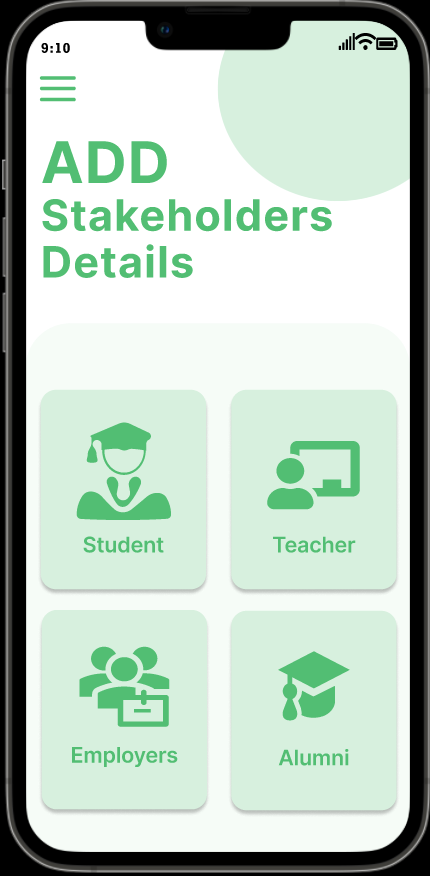 9:10
ADD
Stakeholders
Details
Student
Teacher
Employers
Alumni